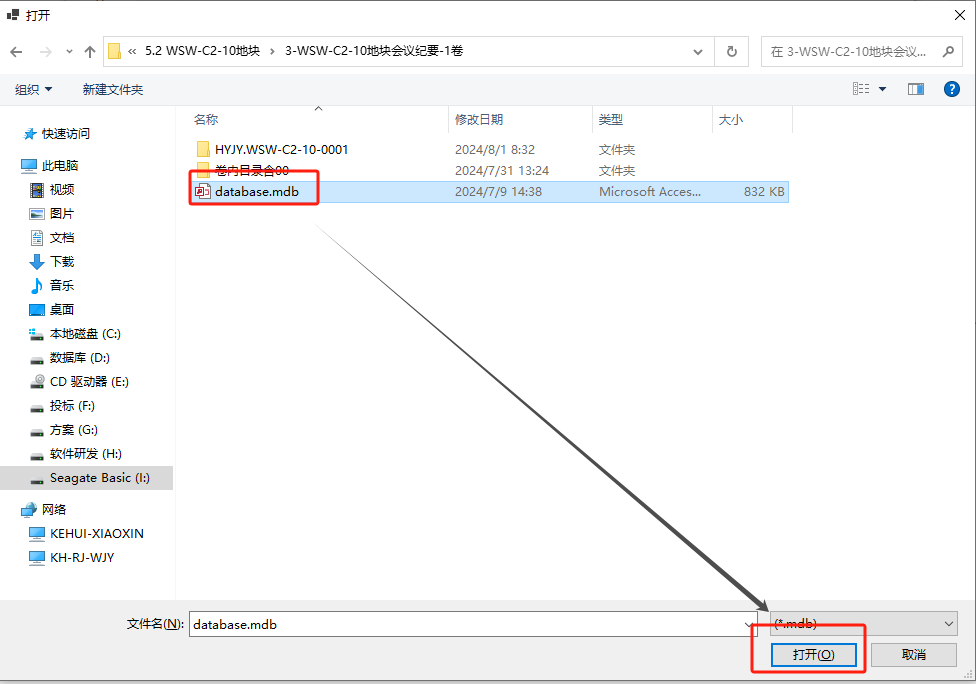 打开
« 5.2 WSW-C2-10地块 › 3-WSW-C2-10地块会议纪要-1卷
在 3-WSW-C2-10地块会议...
组织 新建文件夹
名称 修改日期 类型 大小
HYJY.WSW-C2-10-0001 2024/8/1 8:32 文件夹
卷内目录含00 2024/7/31 13:24 文件夹
database.mdb 2024/7/9 14:38 Microsoft Acces... 832 KB
快速访问
此电脑
视频
图片
文档
下载
音乐
桌面
本地磁盘 (C:)
数据库 (D:)
CD 驱动器 (E:)
投标 (F:)
方案 (G:)
软件研发 (H:)
Seagate Basic (I:)
网络
KEHUI-XIAOXIN
KH-RJ-WJY
文件名(N): database.mdb (*.mdb)
打开(O) 取消